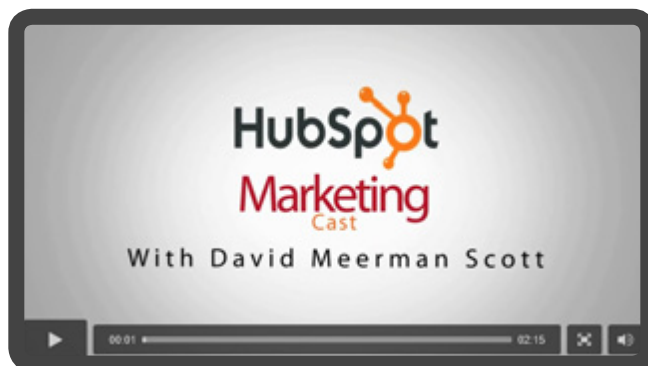 HubSpot
Marketing
Cast
With David Meerman Scott
00:01 02:15